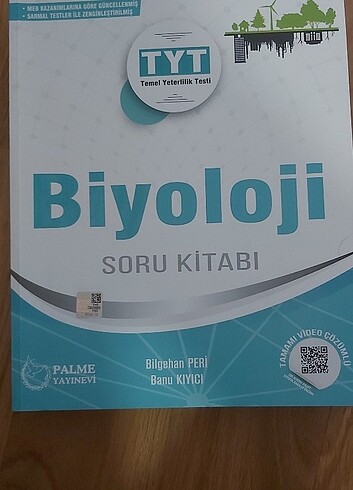 • MEB KAZANIMLARINA GÖRE GÜNCELLENMİŞ
• SARMAL TESTLER İLE ZENGİNLEŞTİRİLMİŞ
TYT
Temel Yeterlilik Testi
Biyoloji
SORU KİTABI
Bilgehan PERİ
Banu KIYICI
PALME
YAYINEVİ
TAMAMI VİDEO ÇÖZÜMLÜ